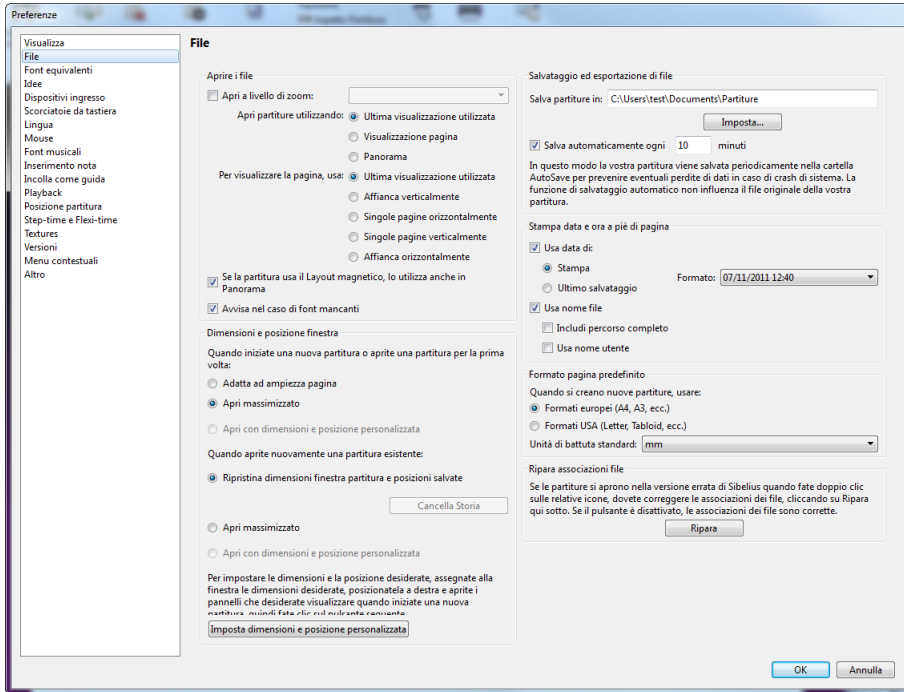 Preferenze
Visualizza
File
Font equivalenti
Idee
Dispositivi ingresso
Scorciatoie da tastiera
Lingua
Mouse
Font musicali
Inserimento nota
Incolla come guida
Playback
Posizione partitura
Step-time e Flexi-time
Textures
Versioni
Menu contestuali
Altro
File
Aprire i file
Apri a livello di zoom:
Apri partiture utilizando:
Ultima visualizzazione utilizzata
Visualizzazione pagina
Panorama
Per visualizzare la pagina, usa:
Ultima visualizzazione utilizzata
Affianca verticalmente
Singole pagine orizzontalmente
Singole pagine verticalmente
Affianca orizzontalmente
Se la partitura usa il Layout magnetico, lo utilizza anche in
Panorama
Avvisa nel caso di font mancanti
Dimensioni e posizione finestra
Quando iniziate una nuova partitura o aprite una partitura per la prima
volta:
Adatta ad ampiezza pagina
Apri massimizzato
Apri con dimensioni e posizione personalizzata
Quando aprite nuovamente una partitura esistente:
Ripristina dimensioni finestra partitura e posizioni salvate
Cancella Storia
Apri massimizzato
Apri con dimensioni e posizione personalizzata
Per impostare le dimensioni e la posizione desiderate, assegnate alla
finestra le dimensioni desiderate, posizionatela a destra e aprite i
pannelli che desiderate visualizzare quando iniziate una nuova
partitura, quindi fate clic sul pulsante seguente
Imposta dimensioni e posizione personalizzata
Salvataggio ed esportazione di file
Salva partiture in: C:\Users\test\Documents\Partiture
Imposta...
Salva automaticamente ogni 10 minuti
In questo modo la vostra partitura viene salvata periodicamente nella cartella
AutoSave per prevenire eventuali perdite di dati in caso di crash di sistema. La
funzione di salvataggio automatico non influenza il file originale della vostra
partitura.
Stampa data e ora a piè di pagina
Usa data di:
Stampa
Ultimo salvataggio
Formato: 07/11/2011 12:40
Usa nome file
Includi percorso completo
Usa nome utente
Formato pagina predefinito
Quando si creano nuove partiture, usare:
Formati europei (A4, A3, ecc.)
Formati USA (Letter, Tabloid, ecc.)
Unità di battuta standard: mm
Ripara associazioni file
Se le partiture si aprono nella versione errata di Sibelius quando fate doppio clic
sulle relative icone, dovete correggere le associazioni dei file, cliccando su Ripara
qui sotto. Se il pulsante è disattivato, le associazioni dei file sono corrette.
Ripara
OK
Annulla